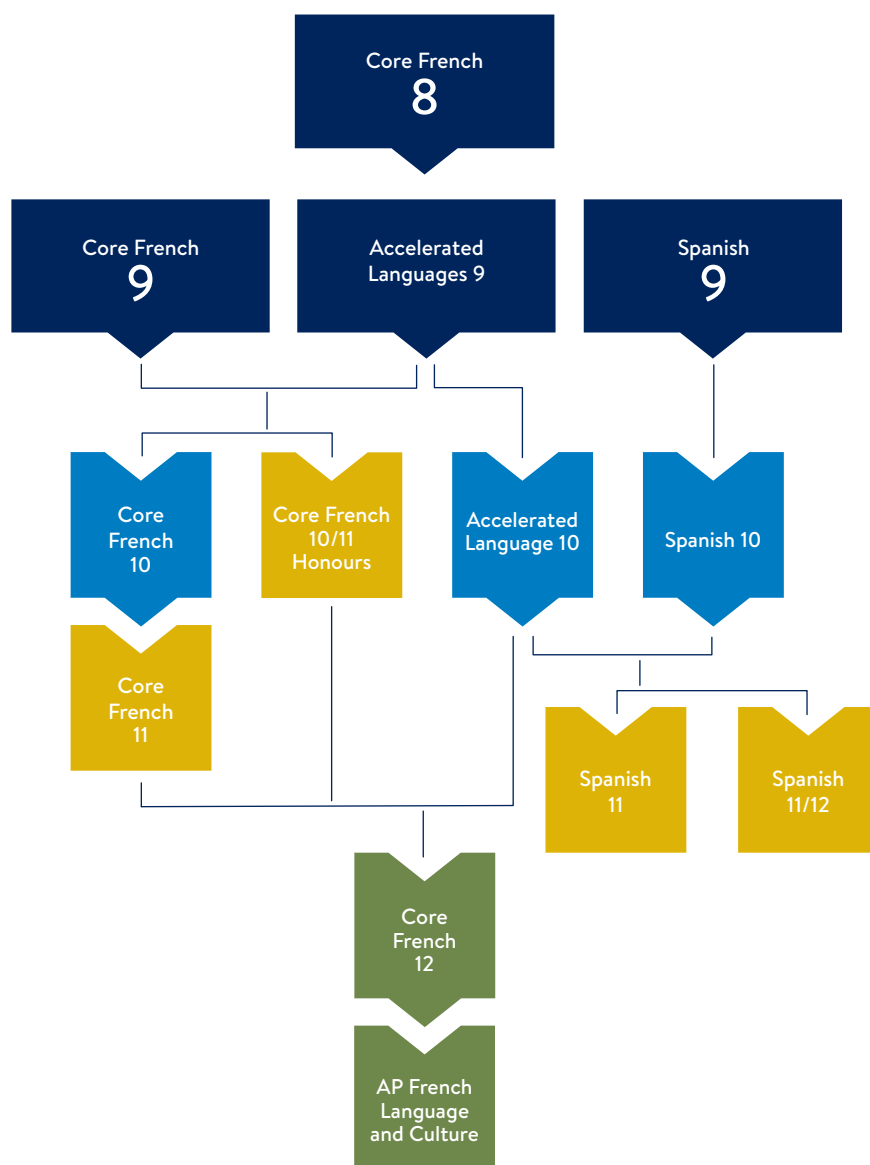 Core French
8
Core French
9
Accelerated
Languages 9
Spanish
9
Core
French
10
Core French
10/11
Honours
Accelerated
Language 10
Spanish 10
Core
French
11
Spanish
11
Spanish
11/12
Core
French
12
AP French
Language
and Culture